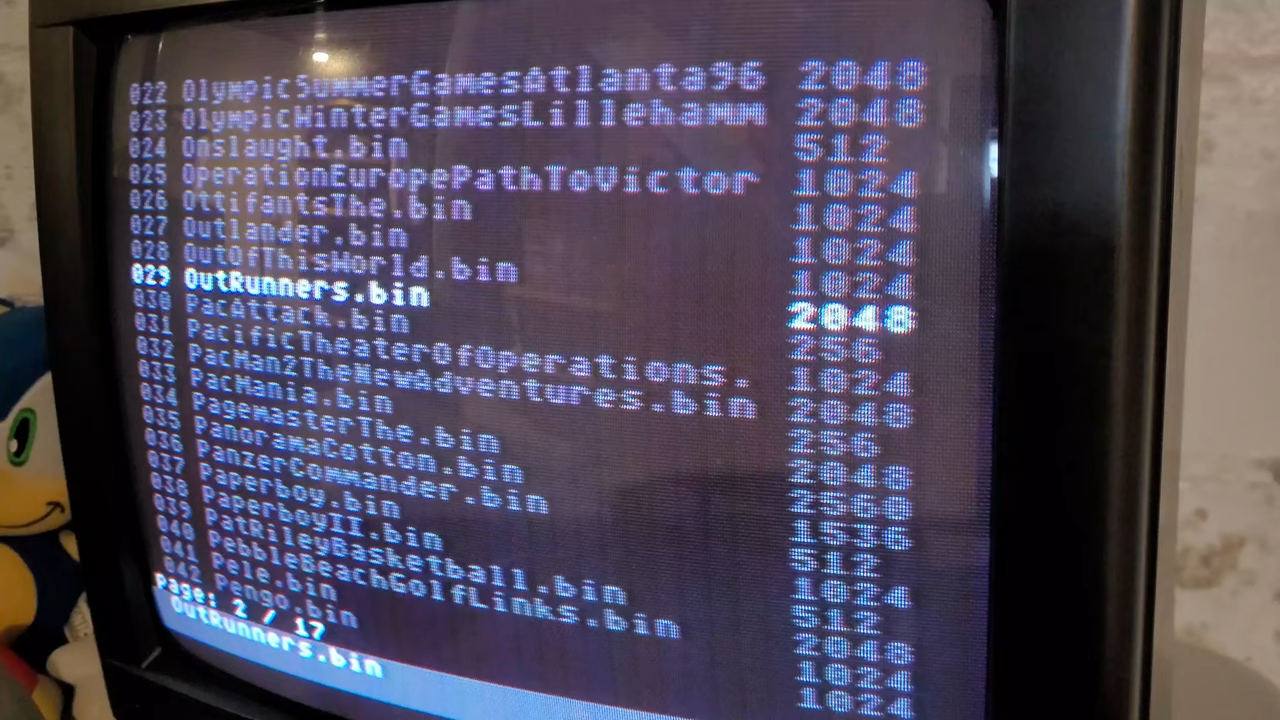 022 OlympicSummerGamesAtlanta96 2048
023 OlympicWinterGamesLillehamm 2048
024 Onslaught.bin 512
025 OperationEuropePathToVictor 1024
026 OttifantsThe.bin 1024
027 Outlander.bin 1024
028 OutOfThisWorld.bin 1024
029 OutRunners.bin 2048
030 PacAttack.bin 256
031 PacificTheaterOfOperations. 1024
032 PacMan2TheNewAdventures.bin 2048
033 PacMania.bin 256
034 PagemasterThe.bin 2048
035 PanoramaCotton.bin 2560
036 PanzerCommander.bin 1536
037 Paperboy.bin 512
038 PaperboyII.bin 1024
039 PatRileyBasketball.bin 512
040 PebbleBeachGolfLinks.bin 2048
041 Pele.bin 1024
042 Pengo.bin 1024
Page: 2 / 17
OutRunners.bin